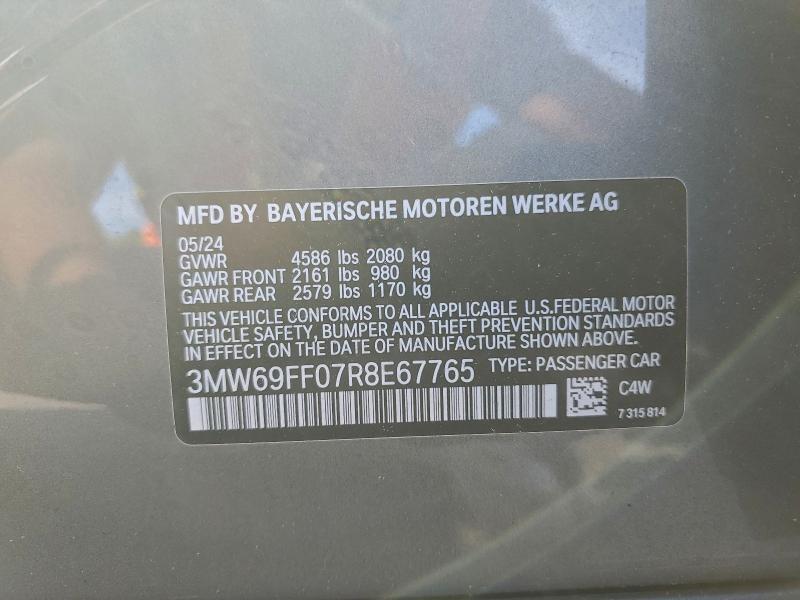 MFD BY BAYERISCHE MOTOREN WERKE AG
05/24
GVWR 4586 lbs 2080 kg
GAWR FRONT 2161 lbs 980 kg
GAWR REAR 2579 lbs 1170 kg
THIS VEHICLE CONFORMS TO ALL APPLICABLE U.S.FEDERAL MOTOR
VEHICLE SAFETY, BUMPER AND THEFT PREVENTION STANDARDS
IN EFFECT ON THE DATE OF MANUFACTURE SHOWN ABOVE.
3MW69FF07R8E67765 TYPE: PASSENGER CAR
C4W
7 315 814